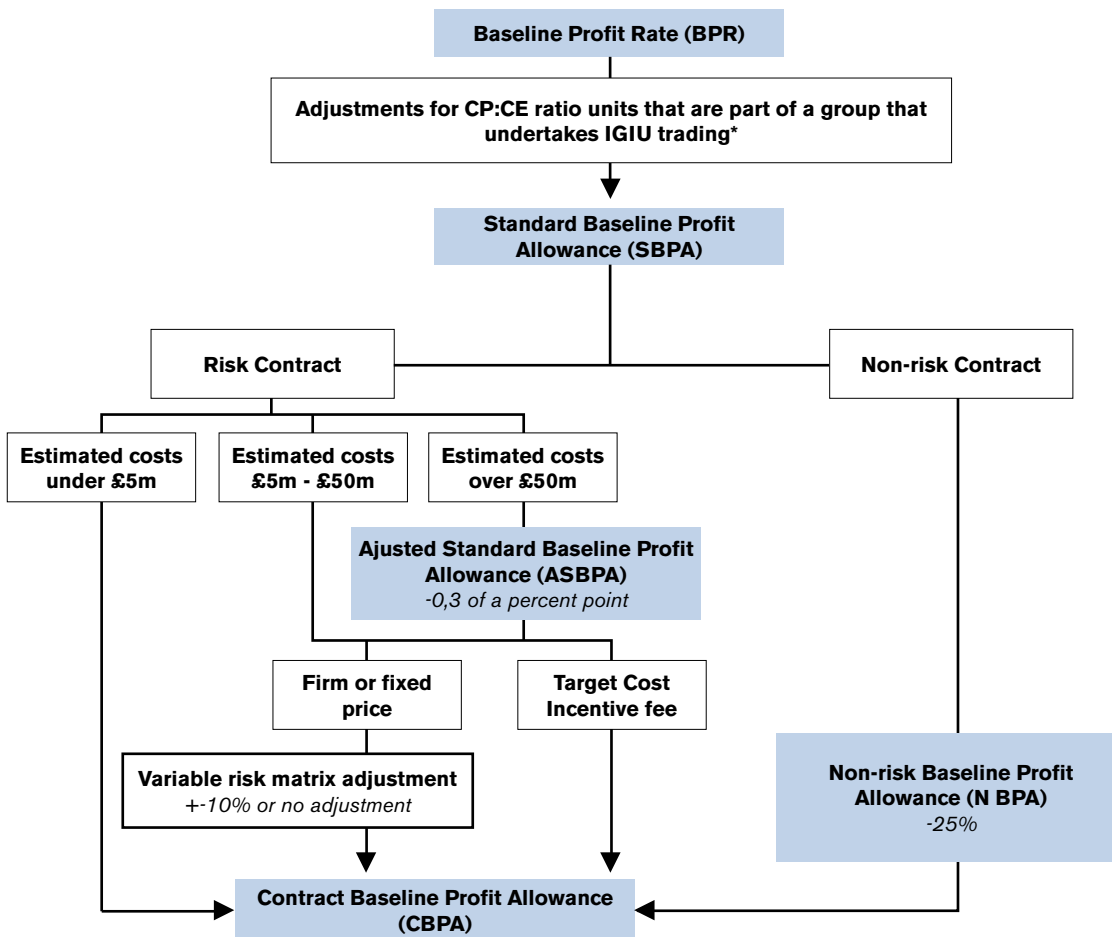 Baseline Profit Rate (BPR)
Adjustments for CP:CE ratio units that are part of a group that
undertakes IGIU trading*
Standard Baseline Profit
Allowance (SBPA)
Risk Contract
Non-risk Contract
Estimated costs
under £5m
Estimated costs
£5m - £50m
Estimated costs
over £50m
Ajusted Standard Baseline Profit
Allowance (ASBPA)
-0,3 of a percent point
Firm or fixed
price
Target Cost
Incentive fee
Variable risk matrix adjustment
+-10% or no adjustment
Non-risk Baseline Profit
Allowance (N BPA)
-25%
Contract Baseline Profit Allowance
(CBPA)